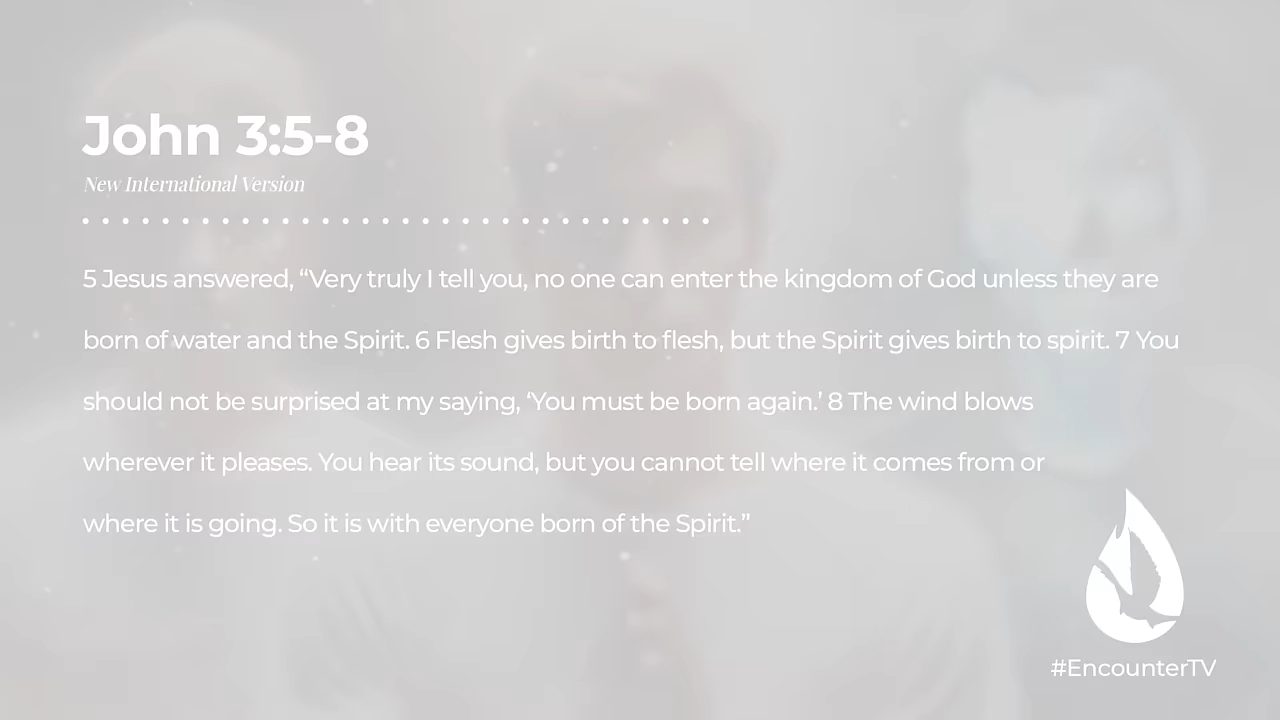 John 3:5-8
New International Version
5 Jesus answered, “Very truly I tell you, no one can enter the kingdom of God unless they are
born of water and the Spirit. 6 Flesh gives birth to flesh, but the Spirit gives birth to spirit. 7 You
should not be surprised at my saying, ‘You must be born again.’ 8 The wind blows
wherever it pleases. You hear its sound, but you cannot tell where it comes from or
where it is going. So it is with everyone born of the Spirit.”
#EncounterTV